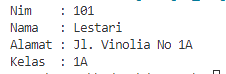 Nim    : 101
Nama   : Lestari
Alamat : Jl. Vinolia No 1A
Kelas  : 1A